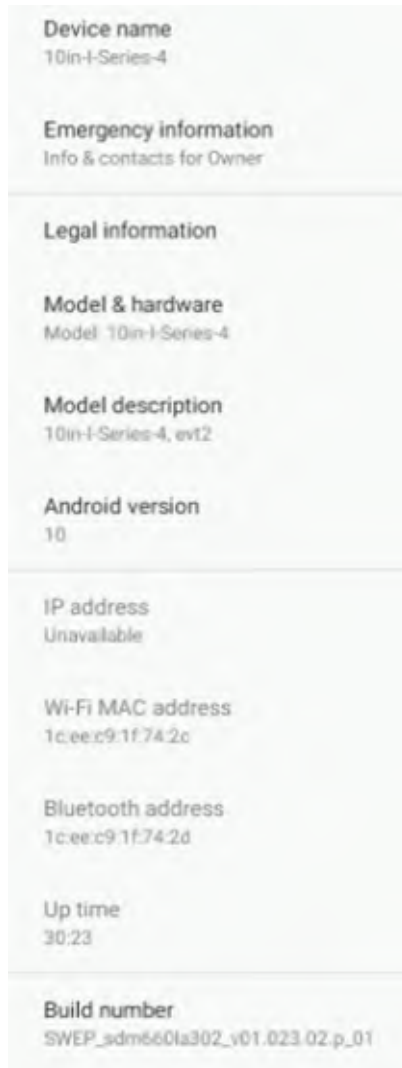 Device name
10in-I-Series-4
Emergency information
Info & contacts for Owner
Legal information
Model & hardware
Model: 10in-I-Series-4
Model description
10in-I-Series-4, evt2
Android version
10
IP address
Unavailable
Wi-Fi MAC address
1c:ee:c9:1f:74:2c
Bluetooth address
1c:ee:c9:1f:74:2d
Up time
30:23
Build number
SWEP_sdm660la302_v01.023.02.p_01